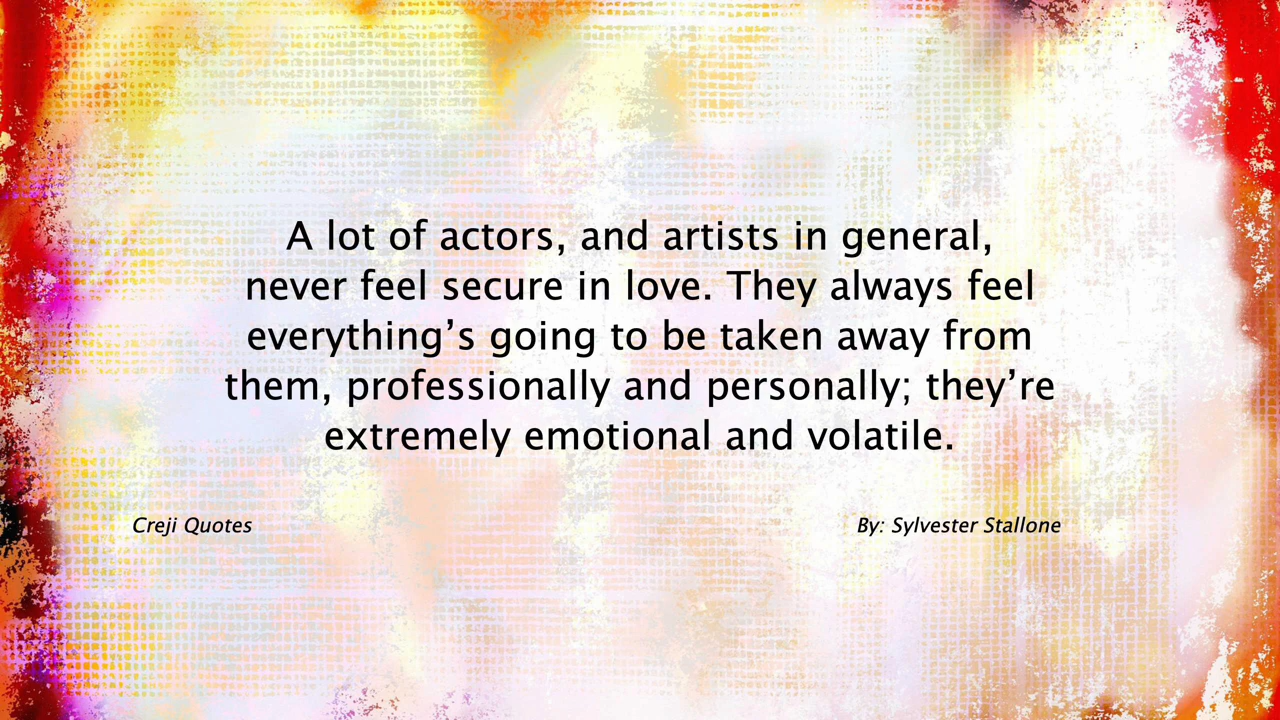 A lot of actors, and artists in general,
never feel secure in love. They always feel
everything’s going to be taken away from
them, professionally and personally; they’re
extremely emotional and volatile.
Creji Quotes
By: Sylvester Stallone